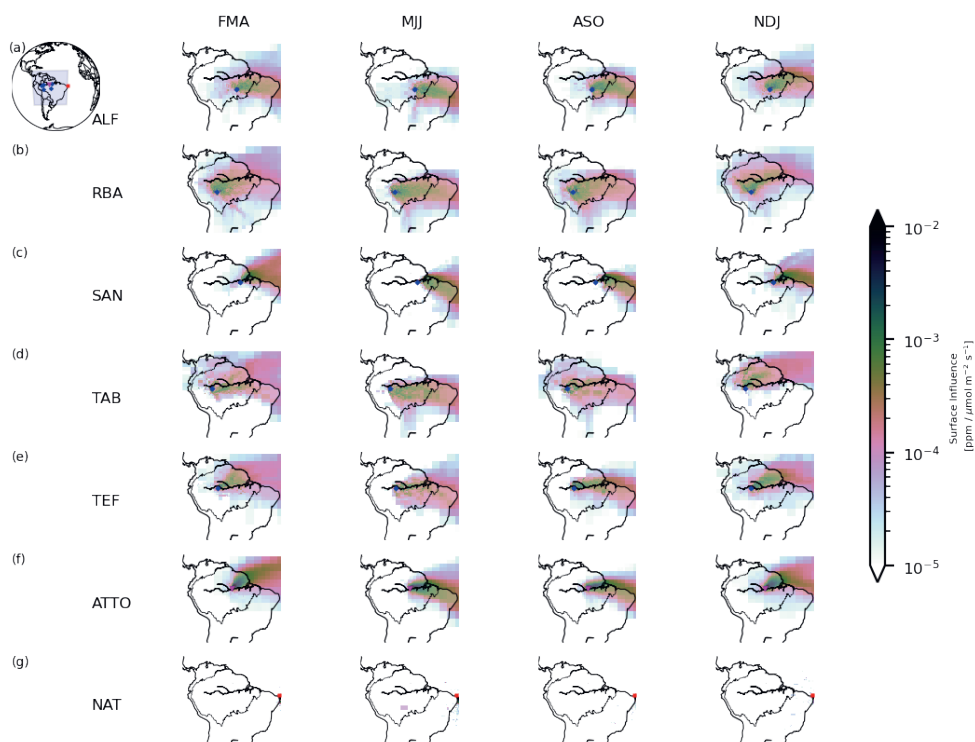 FMA MJJ ASO NDJ
(a)
ALF
(b)
RBA
(c)
SAN
(d)
TAB
(e)
TEF
(f)
ATTO
(g)
NAT
10⁻²
10⁻³
10⁻⁴
10⁻⁵
Surface Influence
[ppm / μmol m⁻² s⁻¹]